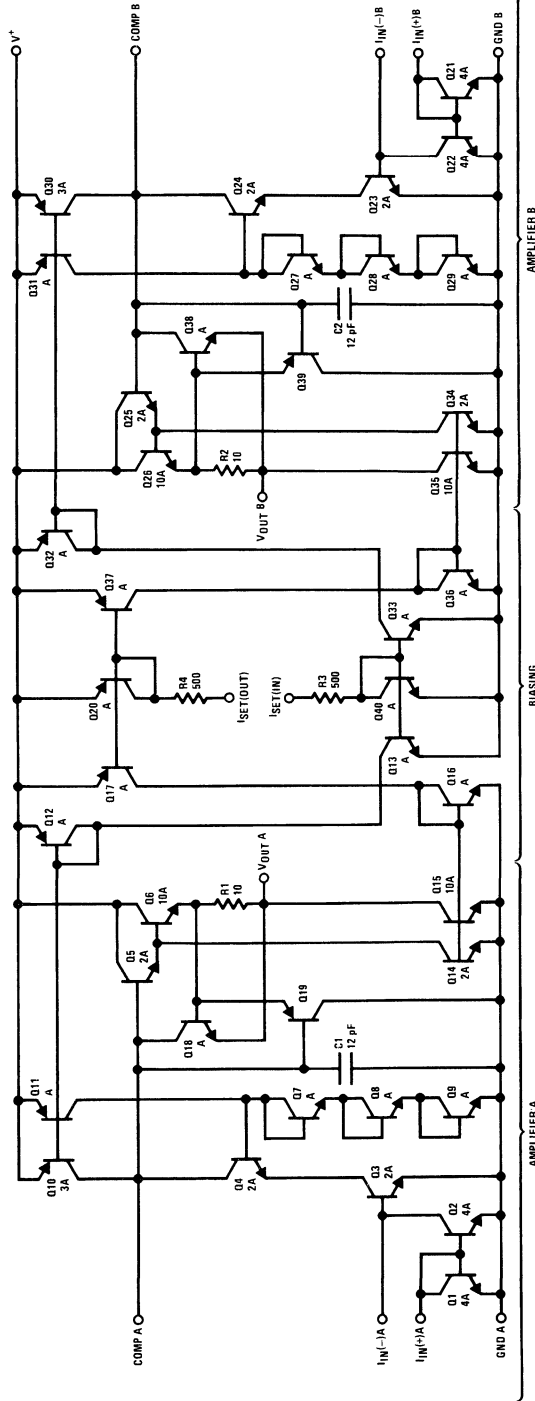 V+
COMP A
IIN(−)A
IIN(+)A
GND A
Q1
4A
Q2
4A
Q3
2A
Q4
2A
Q10
3A
Q11
A
Q7
A
Q8
A
Q9
A
C1
12 pF
Q18
A
Q19
Q5
2A
Q6
10A
R1
10
VOUT A
Q14
2A
Q15
10A
Q16
A
Q12
A
Q17
A
Q20
A
R4
500
ISET(OUT)
ISET(IN)
R3
500
Q40
A
Q13
A
Q33
A
Q37
A
Q32
A
Q36
A
Q35
10A
Q34
2A
VOUT B
R2
10
Q26
10A
Q25
2A
Q38
A
Q39
C2
12 pF
Q31
A
Q30
3A
Q27
A
Q28
A
Q29
A
Q24
2A
Q23
2A
Q22
4A
Q21
4A
COMP B
IIN(−)B
IIN(+)B
GND B
AMPLIFIER A
BIASING
AMPLIFIER B